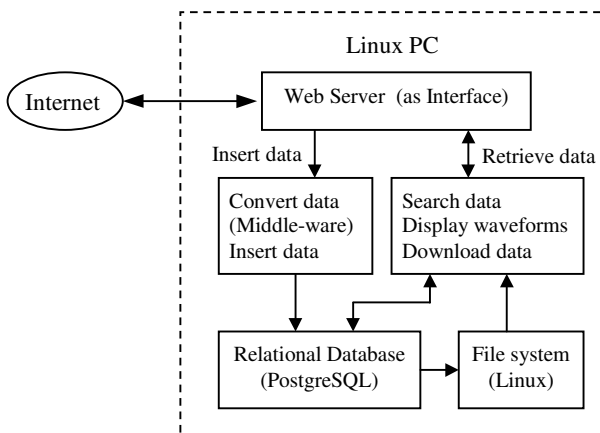 Linux PC
Internet
Web Server (as Interface)
Insert data
Retrieve data
Convert data
(Middle-ware)
Insert data
Search data
Display waveforms
Download data
Relational Database
(PostgreSQL)
File system
(Linux)